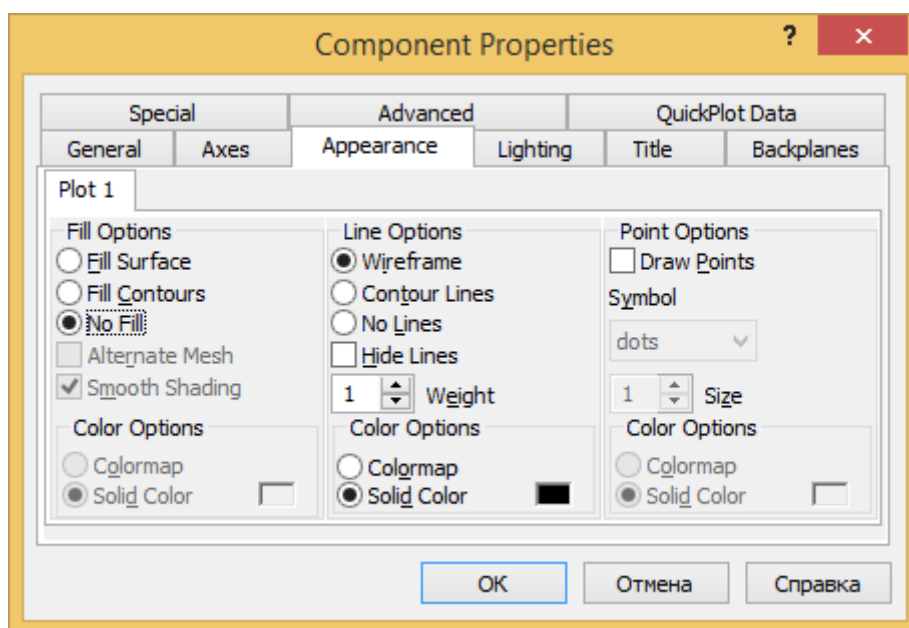 Component Properties
?
Special Advanced QuickPlot Data
General Axes Appearance Lighting Title Backplanes
Plot 1
Fill Options
Fill Surface
Fill Contours
No Fill
Alternate Mesh
Smooth Shading
Color Options
Colormap
Solid Color
Line Options
Wireframe
Contour Lines
No Lines
Hide Lines
1 Weight
Color Options
Colormap
Solid Color
Point Options
Draw Points
Symbol
dots
1 Size
Color Options
Colormap
Solid Color
OK Отмена Справка